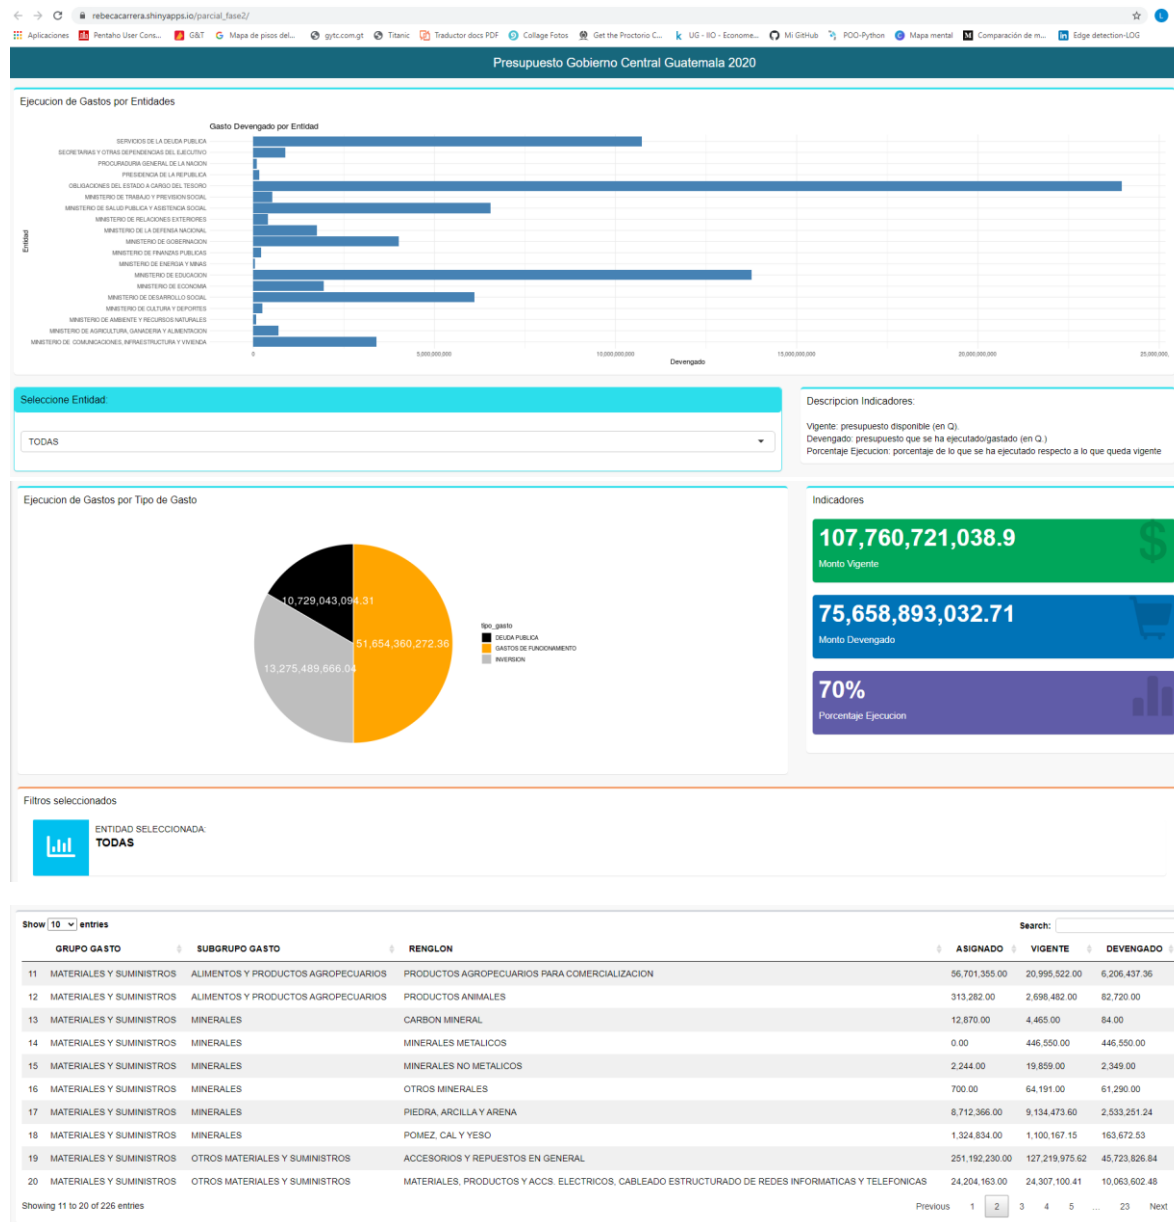 rebecacarrera.shinyapps.io/parcial_fase2/
L
Aplicaciones Pentaho User Cons... G&T Mapa de pisos del... gytc.com.gt Titanic Traductor docs PDF Collage Fotos Get the Proctorio C... UG - IIO - Econome... Mi GitHub POO-Python Mapa mental Comparación de m... Edge detection-LOG
Presupuesto Gobierno Central Guatemala 2020
Ejecucion de Gastos por Entidades
Gasto Devengado por Entidad
SERVICIOS DE LA DEUDA PUBLICA
SECRETARIAS Y OTRAS DEPENDENCIAS DEL EJECUTIVO
PROCURADURIA GENERAL DE LA NACION
PRESIDENCIA DE LA REPUBLICA
OBLIGACIONES DEL ESTADO A CARGO DEL TESORO
MINISTERIO DE TRABAJO Y PREVISION SOCIAL
MINISTERIO DE SALUD PUBLICA Y ASISTENCIA SOCIAL
MINISTERIO DE RELACIONES EXTERIORES
MINISTERIO DE LA DEFENSA NACIONAL
MINISTERIO DE GOBERNACION
MINISTERIO DE FINANZAS PUBLICAS
MINISTERIO DE ENERGIA Y MINAS
MINISTERIO DE EDUCACION
MINISTERIO DE ECONOMIA
MINISTERIO DE DESARROLLO SOCIAL
MINISTERIO DE CULTURA Y DEPORTES
MINISTERIO DE AMBIENTE Y RECURSOS NATURALES
MINISTERIO DE AGRICULTURA, GANADERIA Y ALIMENTACION
MINISTERIO DE COMUNICACIONES, INFRAESTRUCTURA Y VIVIENDA
Entidad
0 5,000,000,000 10,000,000,000 15,000,000,000 20,000,000,000 25,000,000,
Devengado
Seleccione Entidad:
TODAS
Descripcion Indicadores:
Vigente: presupuesto disponible (en Q).
Devengado: presupuesto que se ha ejecutado/gastado (en Q.)
Porcentaje Ejecucion: porcentaje de lo que se ha ejecutado respecto a lo que queda vigente
Ejecucion de Gastos por Tipo de Gasto
10,729,043,094.31
51,654,360,272.36
13,275,489,666.04
tipo_gasto
DEUDA PUBLICA
GASTOS DE FUNCIONAMIENTO
INVERSION
Indicadores
107,760,721,038.9
Monto Vigente
75,658,893,032.71
Monto Devengado
70%
Porcentaje Ejecucion
Filtros seleccionados
ENTIDAD SELECCIONADA:
TODAS
Show 10 entries Search:
GRUPO GASTO SUBGRUPO GASTO RENGLON ASIGNADO VIGENTE DEVENGADO
11 MATERIALES Y SUMINISTROS ALIMENTOS Y PRODUCTOS AGROPECUARIOS PRODUCTOS AGROPECUARIOS PARA COMERCIALIZACION 56,701,355.00 20,995,522.00 6,206,437.36
12 MATERIALES Y SUMINISTROS ALIMENTOS Y PRODUCTOS AGROPECUARIOS PRODUCTOS ANIMALES 313,282.00 2,698,482.00 82,720.00
13 MATERIALES Y SUMINISTROS MINERALES CARBON MINERAL 12,870.00 4,465.00 84.00
14 MATERIALES Y SUMINISTROS MINERALES MINERALES METALICOS 0.00 446,550.00 446,550.00
15 MATERIALES Y SUMINISTROS MINERALES MINERALES NO METALICOS 2,244.00 19,859.00 2,349.00
16 MATERIALES Y SUMINISTROS MINERALES OTROS MINERALES 700.00 64,191.00 61,290.00
17 MATERIALES Y SUMINISTROS MINERALES PIEDRA, ARCILLA Y ARENA 8,712,366.00 9,134,473.60 2,533,251.24
18 MATERIALES Y SUMINISTROS MINERALES POMEZ, CAL Y YESO 1,324,834.00 1,100,167.15 163,672.53
19 MATERIALES Y SUMINISTROS OTROS MATERIALES Y SUMINISTROS ACCESORIOS Y REPUESTOS EN GENERAL 251,192,230.00 127,219,975.62 45,723,826.84
20 MATERIALES Y SUMINISTROS OTROS MATERIALES Y SUMINISTROS MATERIALES, PRODUCTOS Y ACCS. ELECTRICOS, CABLEADO ESTRUCTURADO DE REDES INFORMATICAS Y TELEFONICAS 24,204,163.00 24,307,100.41 10,063,602.48
Showing 11 to 20 of 226 entries Previous 1 2 3 4 5 ... 23 Next